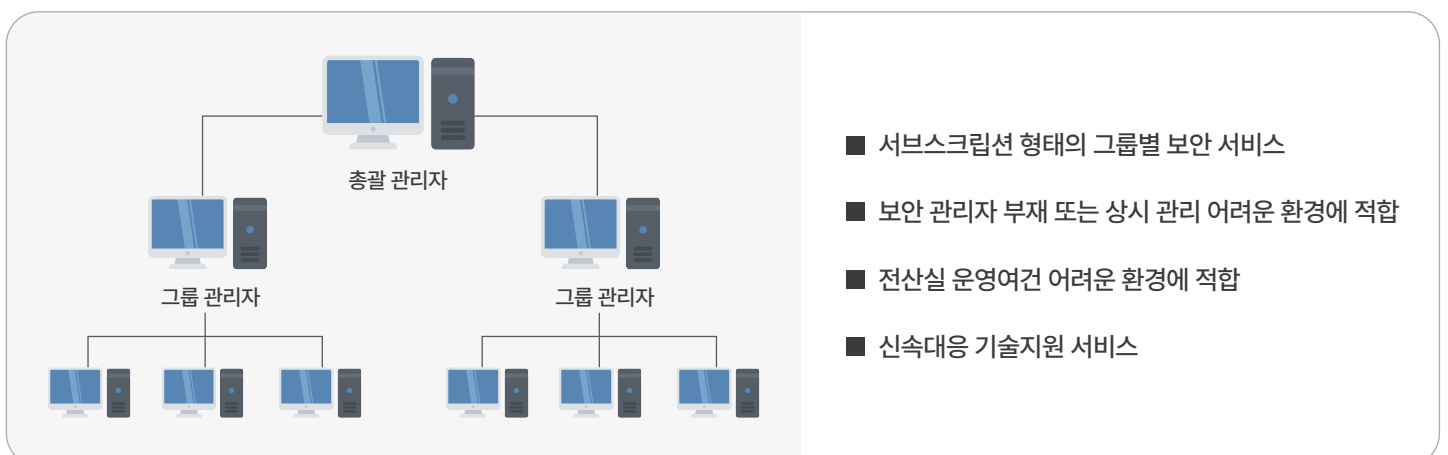 총괄 관리자
그룹 관리자
그룹 관리자
서브스크립션 형태의 그룹별 보안 서비스
보안 관리자 부재 또는 상시 관리 어려운 환경에 적합
전산실 운영여건 어려운 환경에 적합
신속대응 기술지원 서비스